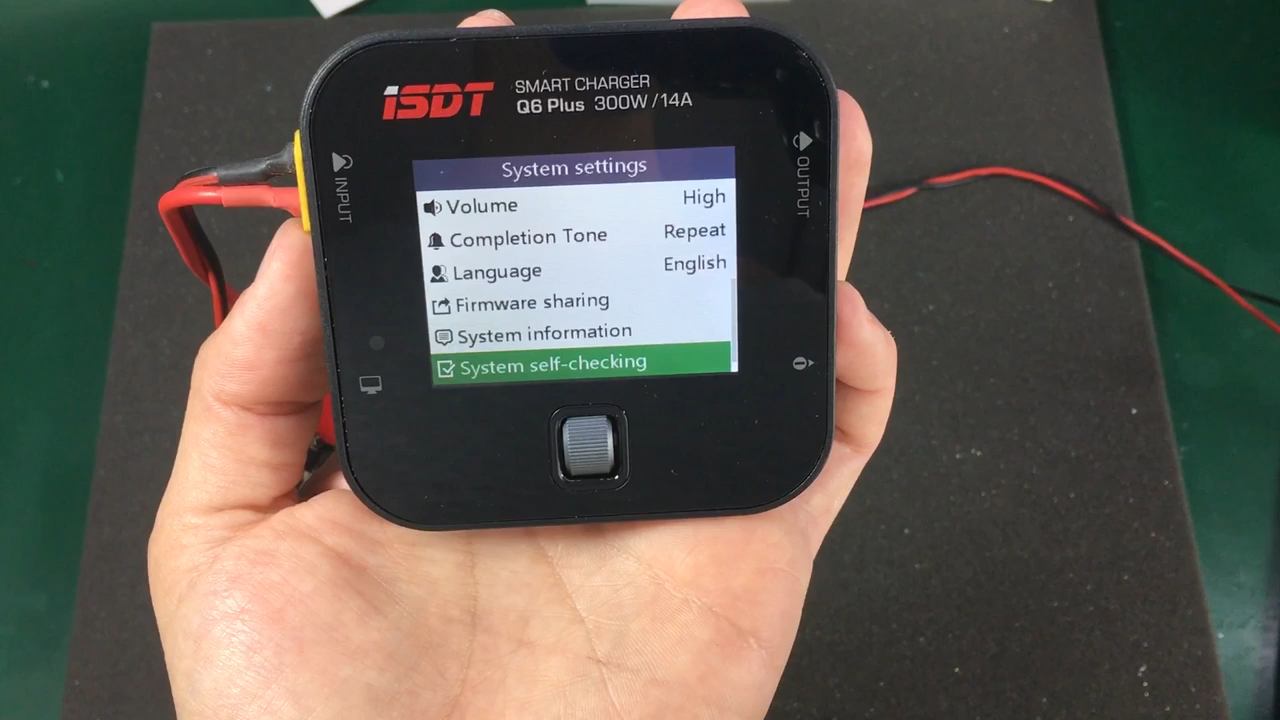 iSDT
SMART CHARGER
Q6 Plus 300W /14A
INPUT
OUTPUT
System settings
Volume High
Completion Tone Repeat
Language English
Firmware sharing
System information
System self-checking